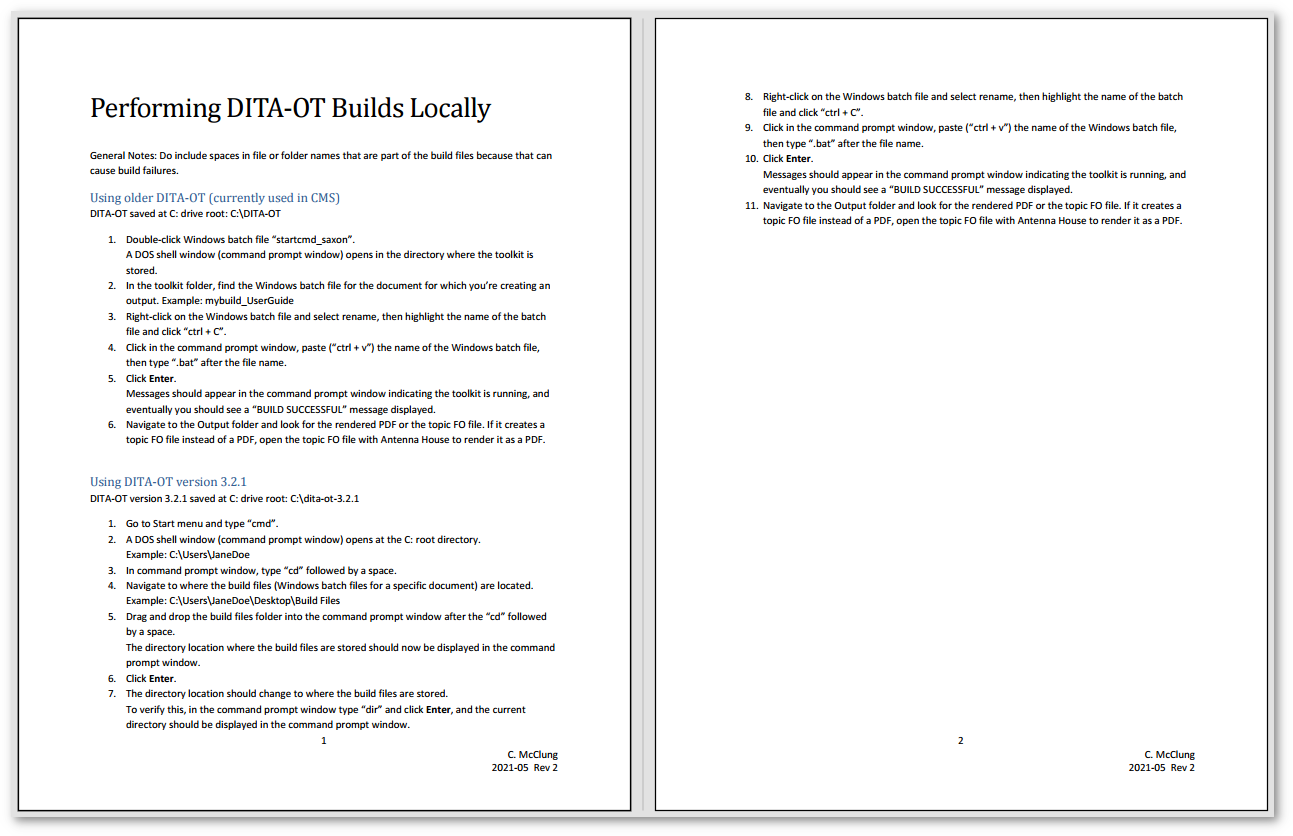 Performing DITA-OT Builds Locally
General Notes: Do include spaces in file or folder names that are part of the build files because that can
cause build failures.
Using older DITA-OT (currently used in CMS)
DITA-OT saved at C: drive root: C:\DITA-OT
1. Double-click Windows batch file “startcmd_saxon”.
A DOS shell window (command prompt window) opens in the directory where the toolkit is
stored.
2. In the toolkit folder, find the Windows batch file for the document for which you’re creating an
output. Example: mybuild_UserGuide
3. Right-click on the Windows batch file and select rename, then highlight the name of the batch
file and click “ctrl + C”.
4. Click in the command prompt window, paste (“ctrl + v”) the name of the Windows batch file,
then type “.bat” after the file name.
5. Click Enter.
Messages should appear in the command prompt window indicating the toolkit is running, and
eventually you should see a “BUILD SUCCESSFUL” message displayed.
6. Navigate to the Output folder and look for the rendered PDF or the topic FO file. If it creates a
topic FO file instead of a PDF, open the topic FO file with Antenna House to render it as a PDF.
Using DITA-OT version 3.2.1
DITA-OT version 3.2.1 saved at C: drive root: C:\dita-ot-3.2.1
1. Go to Start menu and type “cmd”.
2. A DOS shell window (command prompt window) opens at the C: root directory.
Example: C:\Users\JaneDoe
3. In command prompt window, type “cd” followed by a space.
4. Navigate to where the build files (Windows batch files for a specific document) are located.
Example: C:\Users\JaneDoe\Desktop\Build Files
5. Drag and drop the build files folder into the command prompt window after the “cd” followed
by a space.
The directory location where the build files are stored should now be displayed in the command
prompt window.
6. Click Enter.
7. The directory location should change to where the build files are stored.
To verify this, in the command prompt window type “dir” and click Enter, and the current
directory should be displayed in the command prompt window.
1
C. McClung
2021-05 Rev 2
8. Right-click on the Windows batch file and select rename, then highlight the name of the batch
file and click “ctrl + C”.
9. Click in the command prompt window, paste (“ctrl + v”) the name of the Windows batch file,
then type “.bat” after the file name.
10. Click Enter.
Messages should appear in the command prompt window indicating the toolkit is running, and
eventually you should see a “BUILD SUCCESSFUL” message displayed.
11. Navigate to the Output folder and look for the rendered PDF or the topic FO file. If it creates a
topic FO file instead of a PDF, open the topic FO file with Antenna House to render it as a PDF.
2
C. McClung
2021-05 Rev 2